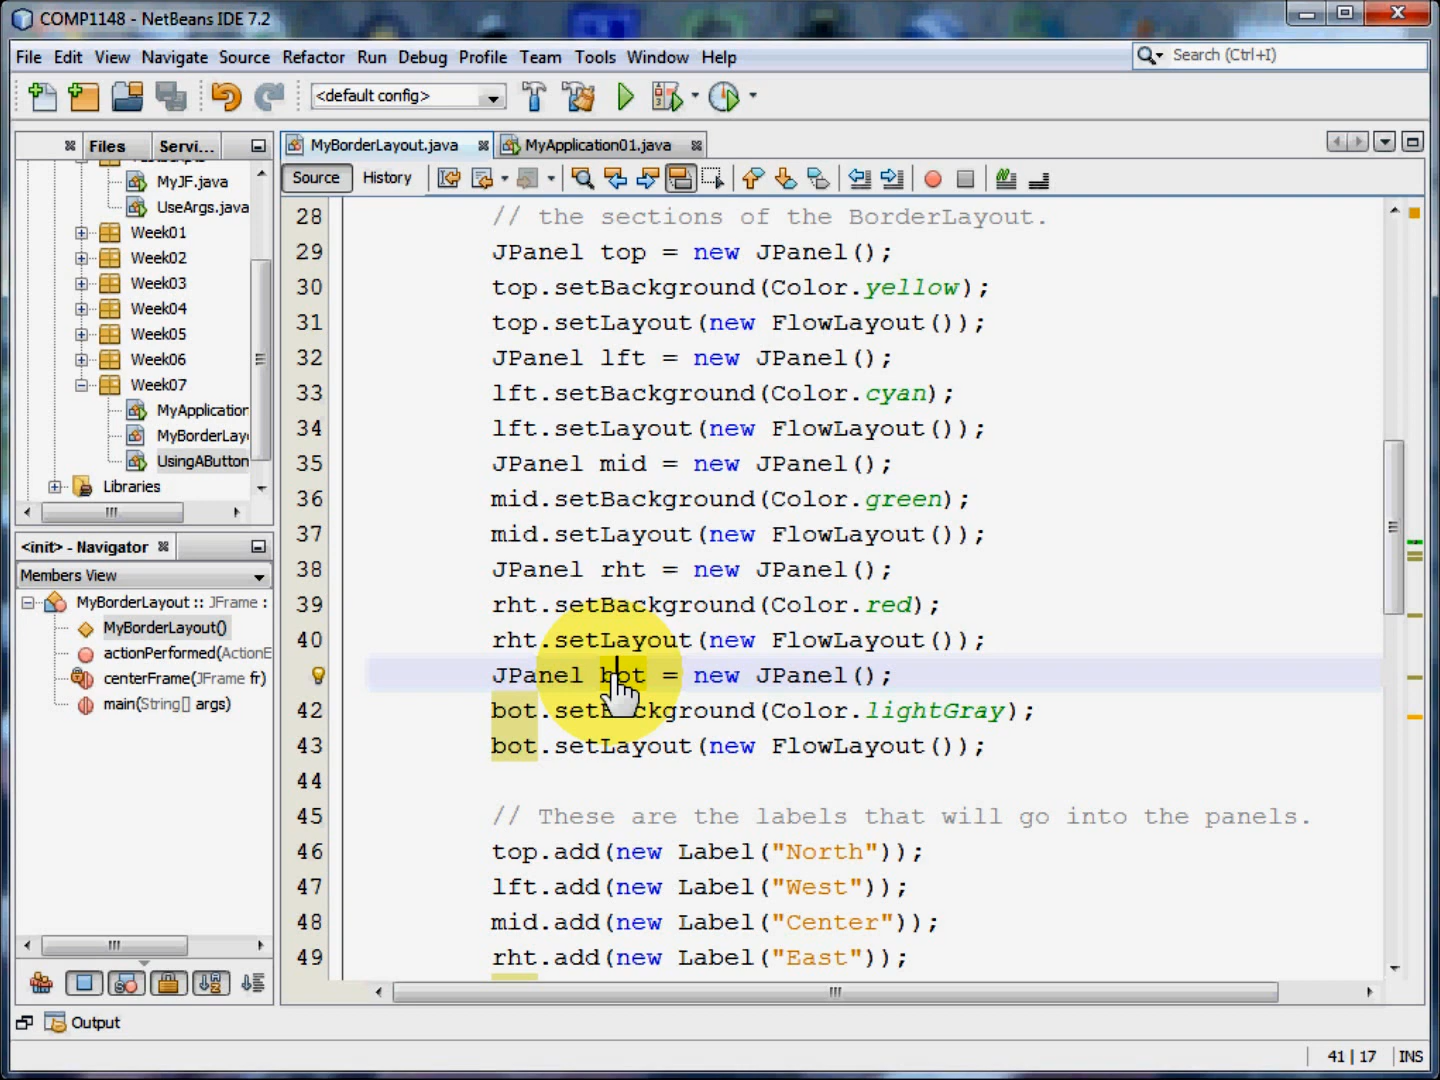 COMP1148 - NetBeans IDE 7.2
File Edit View Navigate Source Refactor Run Debug Profile Team Tools Window Help
Search (Ctrl+I)
<default config>
Files Servi...
MyJF.java
UseArgs.java
Week01
Week02
Week03
Week04
Week05
Week06
Week07
MyApplication
MyBorderLay
UsingAButton
Libraries
<init> - Navigator
Members View
MyBorderLayout :: JFrame :
MyBorderLayout()
actionPerformed(ActionE
centerFrame(JFrame fr)
main(String[] args)
MyBorderLayout.java MyApplication01.java
Source History
28 // the sections of the BorderLayout.
29 JPanel top = new JPanel();
30 top.setBackground(Color.yellow);
31 top.setLayout(new FlowLayout());
32 JPanel lft = new JPanel();
33 lft.setBackground(Color.cyan);
34 lft.setLayout(new FlowLayout());
35 JPanel mid = new JPanel();
36 mid.setBackground(Color.green);
37 mid.setLayout(new FlowLayout());
38 JPanel rht = new JPanel();
39 rht.setBackground(Color.red);
40 rht.setLayout(new FlowLayout());
JPanel bot = new JPanel();
42 bot.setBackground(Color.lightGray);
43 bot.setLayout(new FlowLayout());
44
45 // These are the labels that will go into the panels.
46 top.add(new Label("North"));
47 lft.add(new Label("West"));
48 mid.add(new Label("Center"));
49 rht.add(new Label("East"));
Output
41 | 17 INS